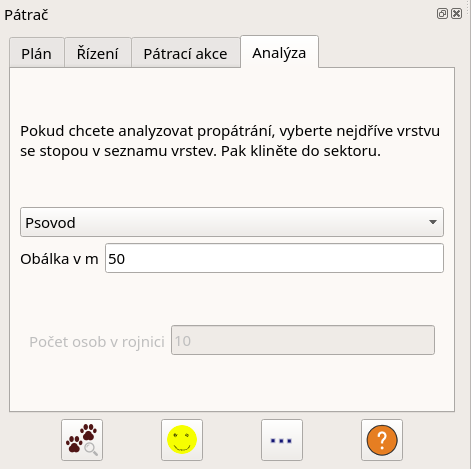 Pátrač
Plán
Řízení
Pátrací akce
Analýza
Pokud chcete analyzovat propátrání, vyberte nejdříve vrstvu
se stopou v seznamu vrstev. Pak kliněte do sektoru.
Psovod
Obálka v m 50
Počet osob v rojnici 10
...
?